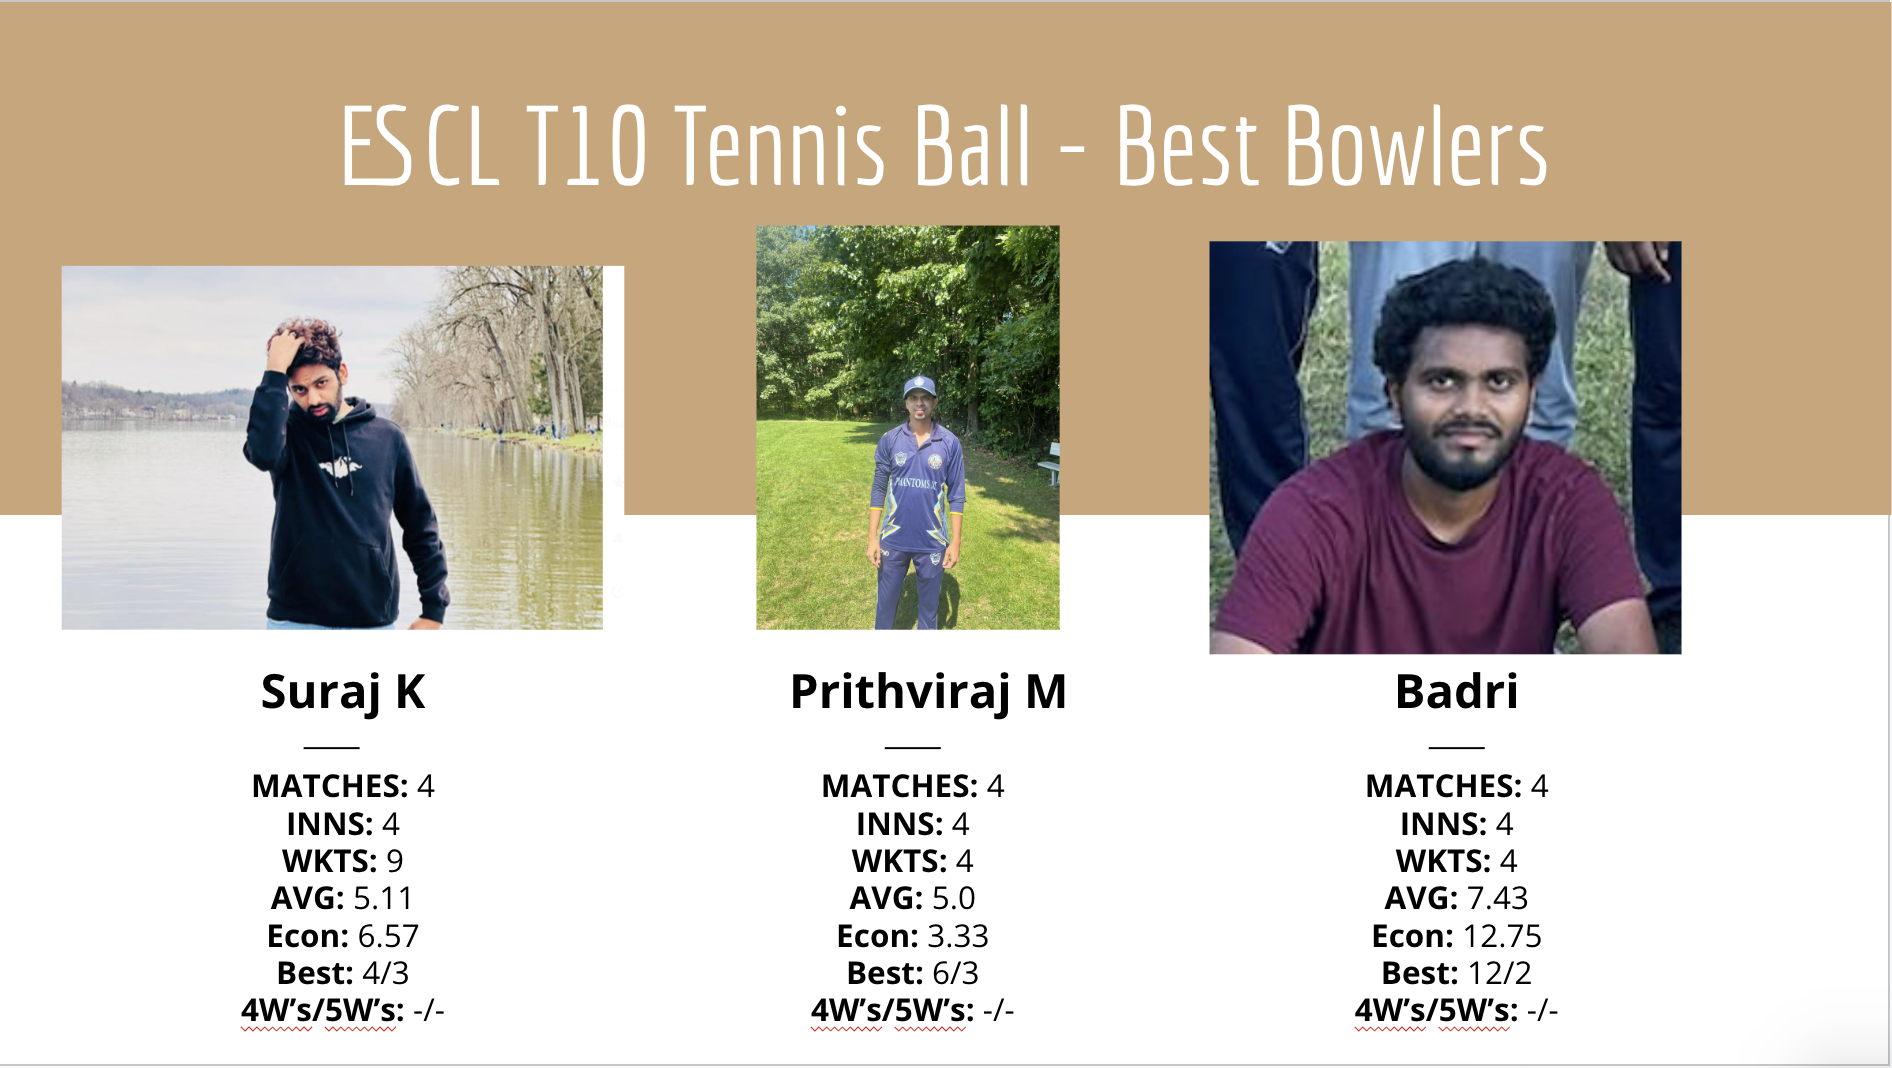 ESCL T10 Tennis Ball - Best Bowlers
Suraj K
MATCHES: 4
INNS: 4
WKTS: 9
AVG: 5.11
Econ: 6.57
Best: 4/3
4W’s/5W’s: -/-
Prithviraj M
MATCHES: 4
INNS: 4
WKTS: 4
AVG: 5.0
Econ: 3.33
Best: 6/3
4W’s/5W’s: -/-
Badri
MATCHES: 4
INNS: 4
WKTS: 4
AVG: 7.43
Econ: 12.75
Best: 12/2
4W’s/5W’s: -/-